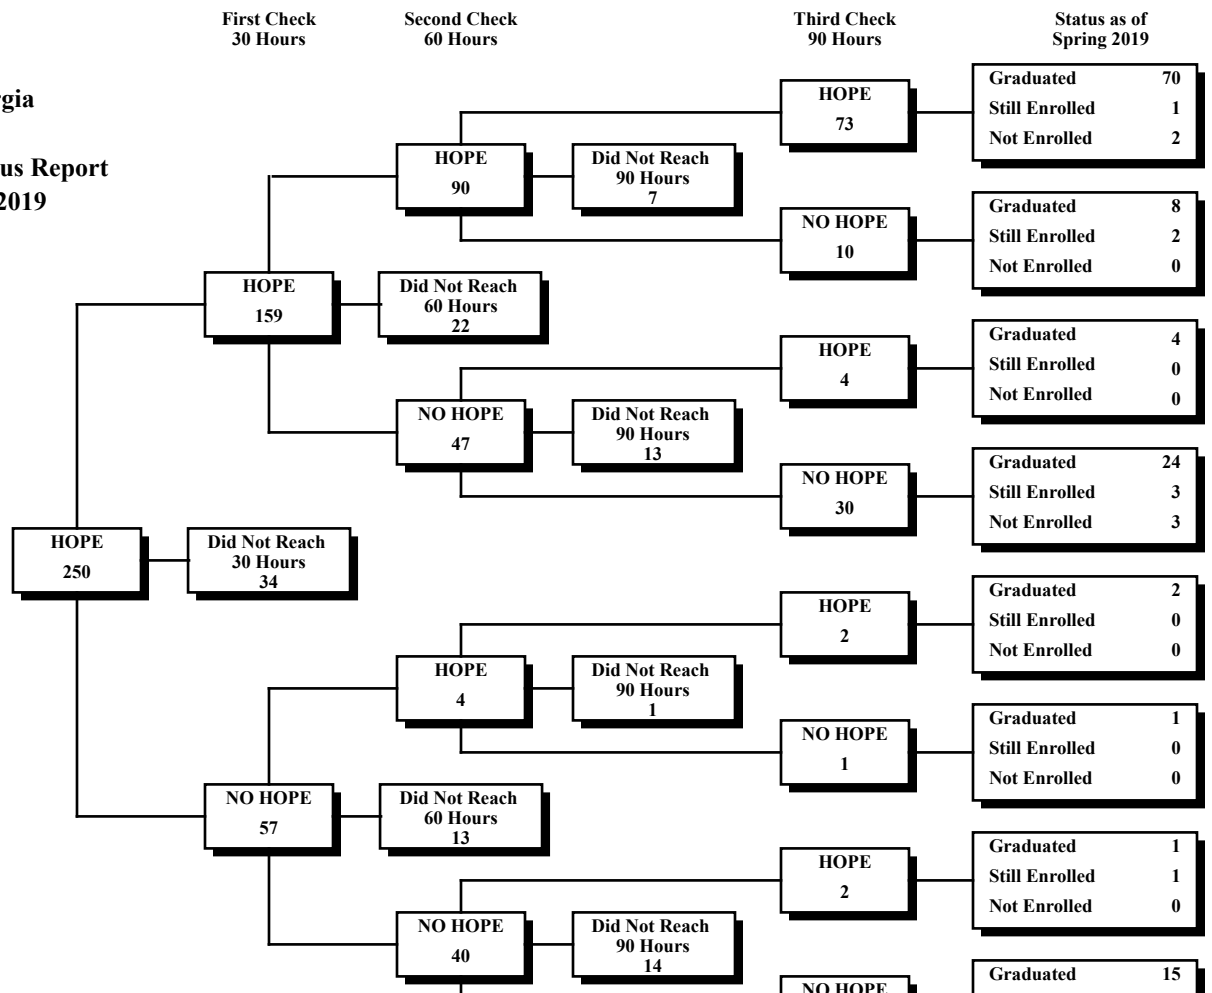 First Check
30 Hours
Second Check
60 Hours
Third Check
90 Hours
Status as of
Spring 2019
rgia
us Report
2019
HOPE
73
Graduated 70
Still Enrolled 1
Not Enrolled 2
HOPE
90
Did Not Reach
90 Hours
7
NO HOPE
10
Graduated 8
Still Enrolled 2
Not Enrolled 0
HOPE
159
Did Not Reach
60 Hours
22
HOPE
4
Graduated 4
Still Enrolled 0
Not Enrolled 0
NO HOPE
47
Did Not Reach
90 Hours
13
NO HOPE
30
Graduated 24
Still Enrolled 3
Not Enrolled 3
HOPE
250
Did Not Reach
30 Hours
34
HOPE
2
Graduated 2
Still Enrolled 0
Not Enrolled 0
HOPE
4
Did Not Reach
90 Hours
1
NO HOPE
1
Graduated 1
Still Enrolled 0
Not Enrolled 0
NO HOPE
57
Did Not Reach
60 Hours
13
HOPE
2
Graduated 1
Still Enrolled 1
Not Enrolled 0
NO HOPE
40
Did Not Reach
90 Hours
14
NO HOPE
Graduated 15